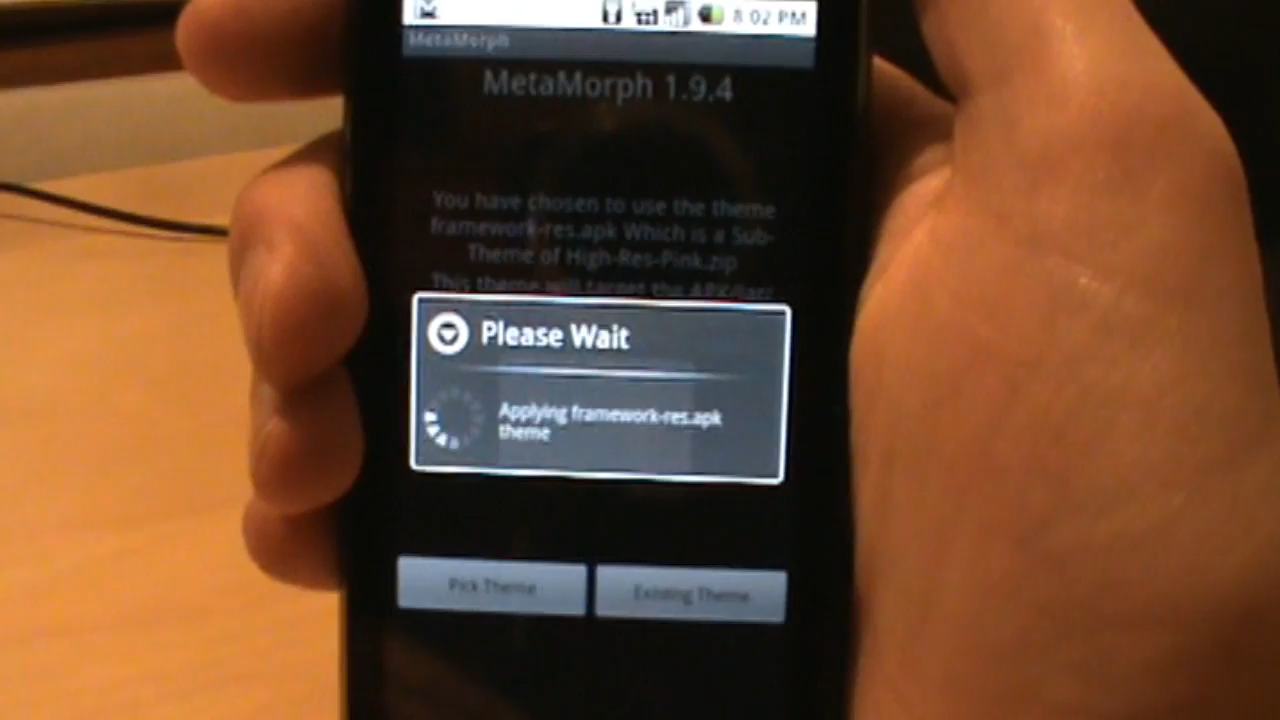 8:02 PM
MetaMorph
MetaMorph 1.9.4
You have chosen to use the theme
framework-res.apk Which is a Sub-
Theme of High-Res-Pink.zip
This theme will target the APK/Jar:
Please Wait
Applying framework-res.apk
theme
Pick Theme
Existing Theme